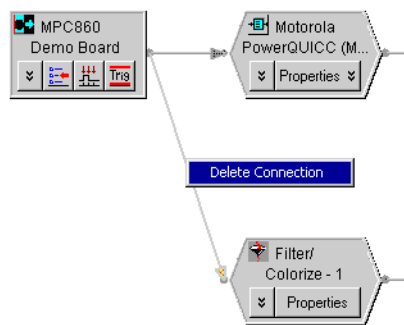 MPC860
Demo Board
Trig
Motorola
PowerQUICC (M...
Properties
Delete Connection
Filter/
Colorize - 1
Properties